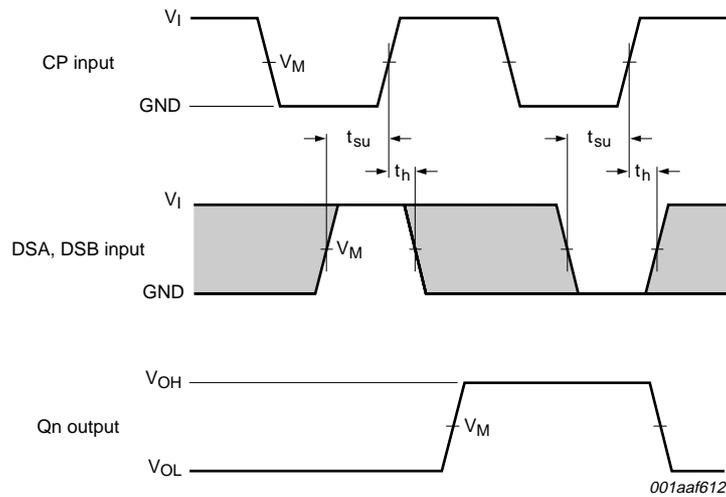 VI
CP input
VM
GND
tsu
tsu
th
th
VI
DSA, DSB input
VM
GND
VOH
Qn output
VM
VOL
001aaf612